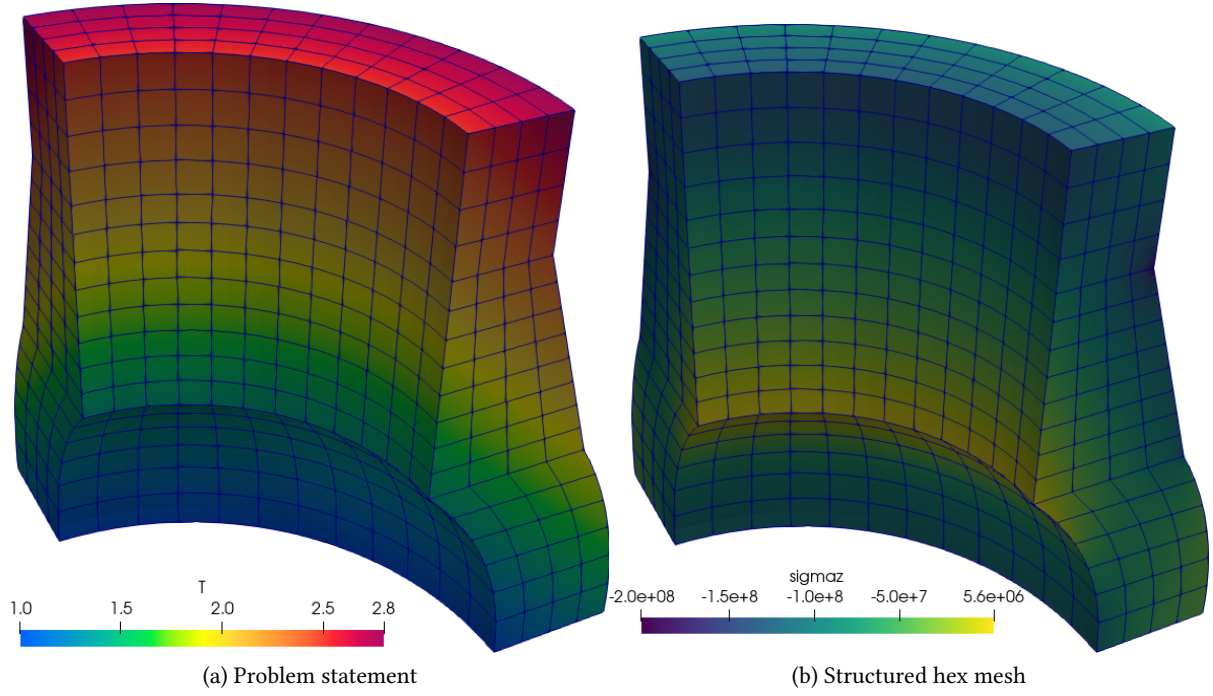 T
1.0 1.5 2.0 2.5 2.8
(a) Problem statement
sigmaz
-2.0e+08 -1.5e+8 -1.0e+8 -5.0e+7 5.6e+06
(b) Structured hex mesh